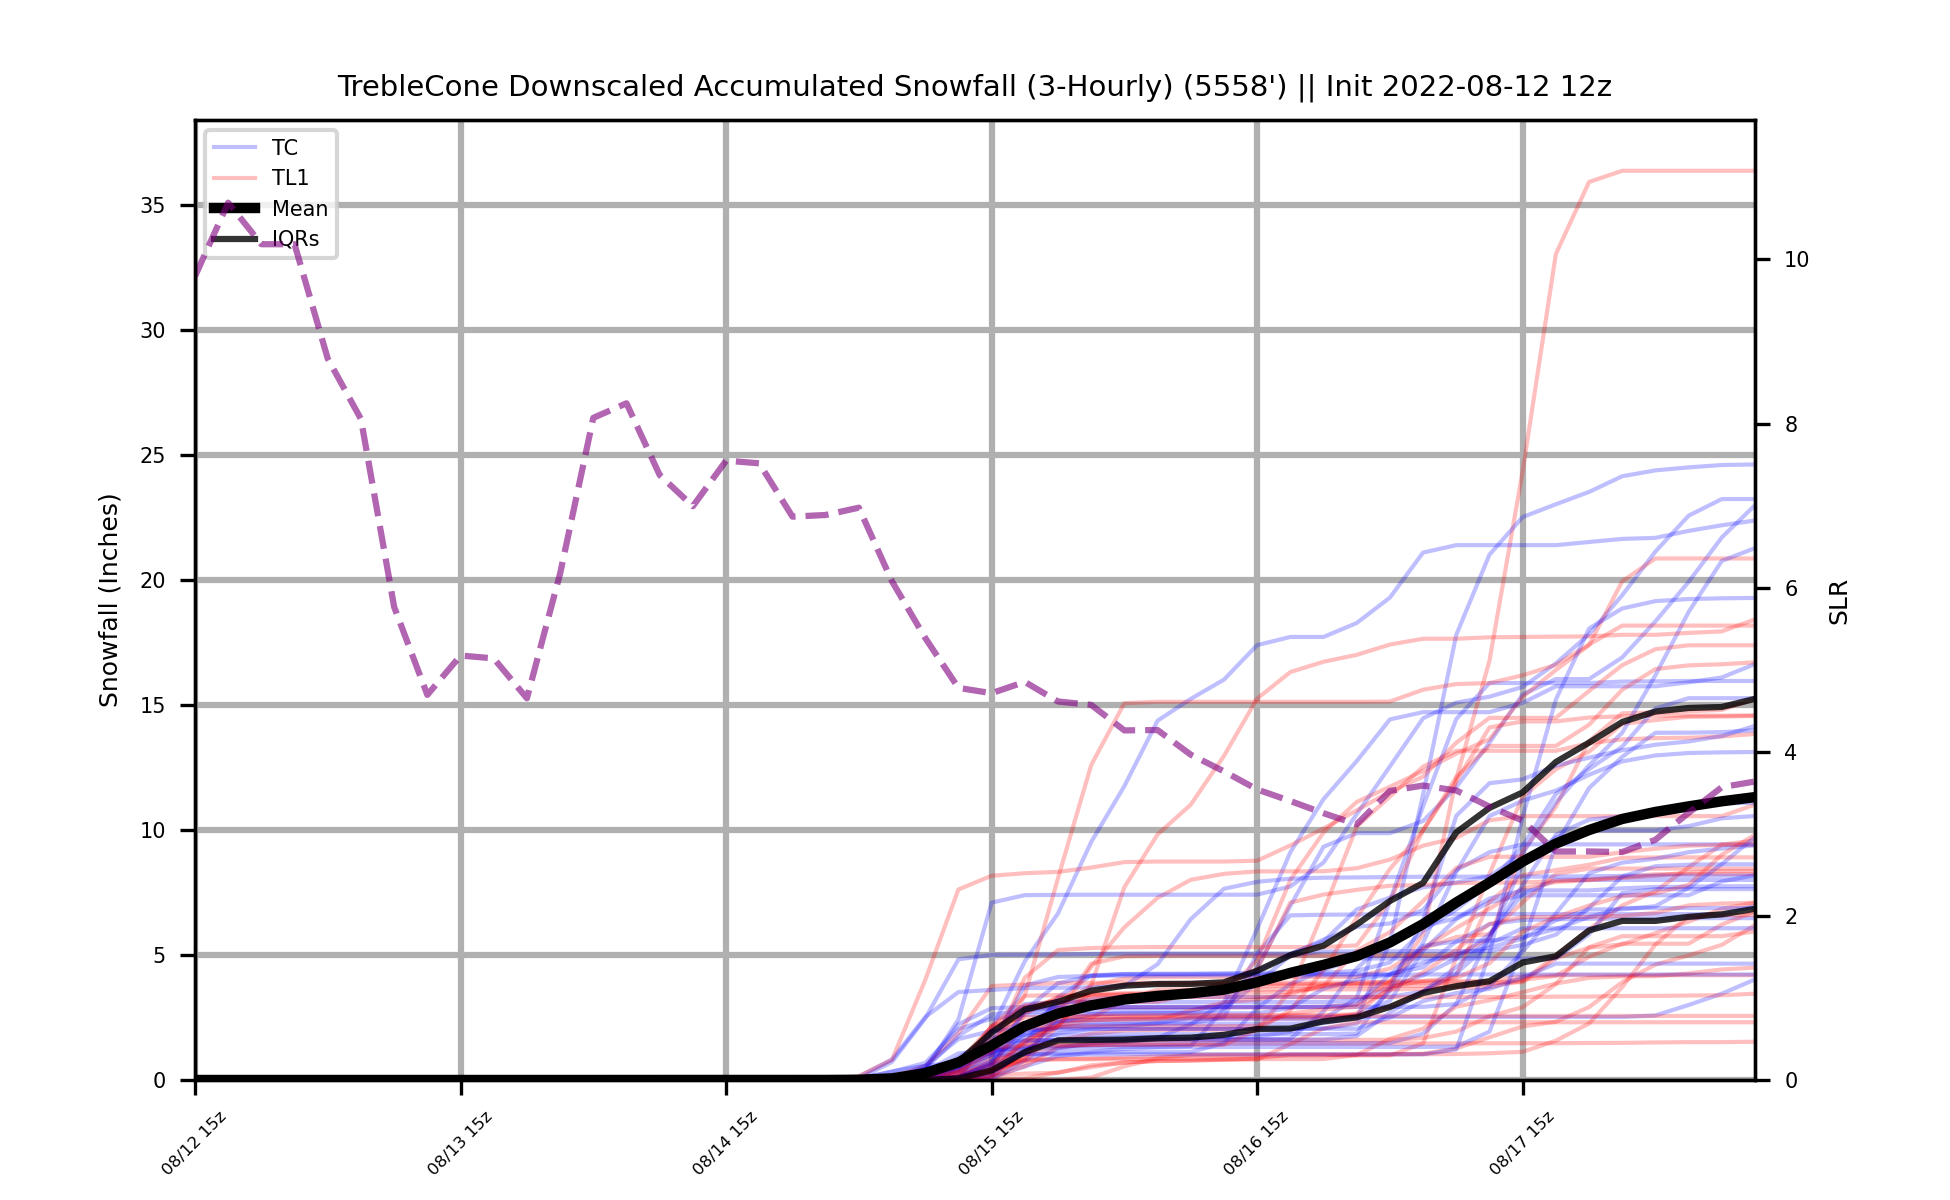 TrebleCone Downscaled Accumulated Snowfall (3-Hourly) (5558') || Init 2022-08-12 12z
TC
TL1
Mean
IQRs
Snowfall (Inches)
35
30
25
20
15
10
5
0
10
8
6
4
2
0
SLR
08/12 15z
08/13 15z
08/14 15z
08/15 15z
08/16 15z
08/17 15z